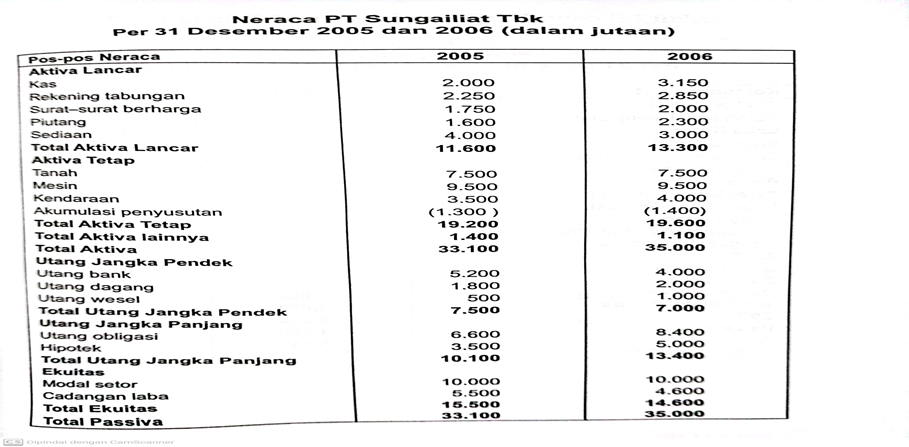 Neraca PT Sungailiat Tbk
Per 31 Desember 2005 dan 2006 (dalam jutaan)
Pos-pos Neraca 2005 2006
Aktiva Lancar
Kas 2.000 3.150
Rekening tabungan 2.250 2.850
Surat-surat berharga 1.750 2.000
Piutang 1.600 2.300
Sediaan 4.000 3.000
Total Aktiva Lancar 11.600 13.300
Aktiva Tetap
Tanah 7.500 7.500
Mesin 9.500 9.500
Kendaraan 3.500 4.000
Akumulasi penyusutan (1.300 ) (1.400)
Total Aktiva Tetap 19.200 19.600
Total Aktiva lainnya 1.400 1.100
Total Aktiva 33.100 35.000
Utang Jangka Pendek
Utang bank 5.200 4.000
Utang dagang 1.800 2.000
Utang wesel 500 1.000
Total Utang Jangka Pendek 7.500 7.000
Utang Jangka Panjang
Utang obligasi 6.600 8.400
Hipotek 3.500 5.000
Total Utang Jangka Panjang 10.100 13.400
Ekuitas
Modal setor 10.000 10.000
Cadangan laba 5.500 4.600
Total Ekuitas 15.500 14.600
Total Passiva 33.100 35.000
CS Dipindai dengan CamScanner